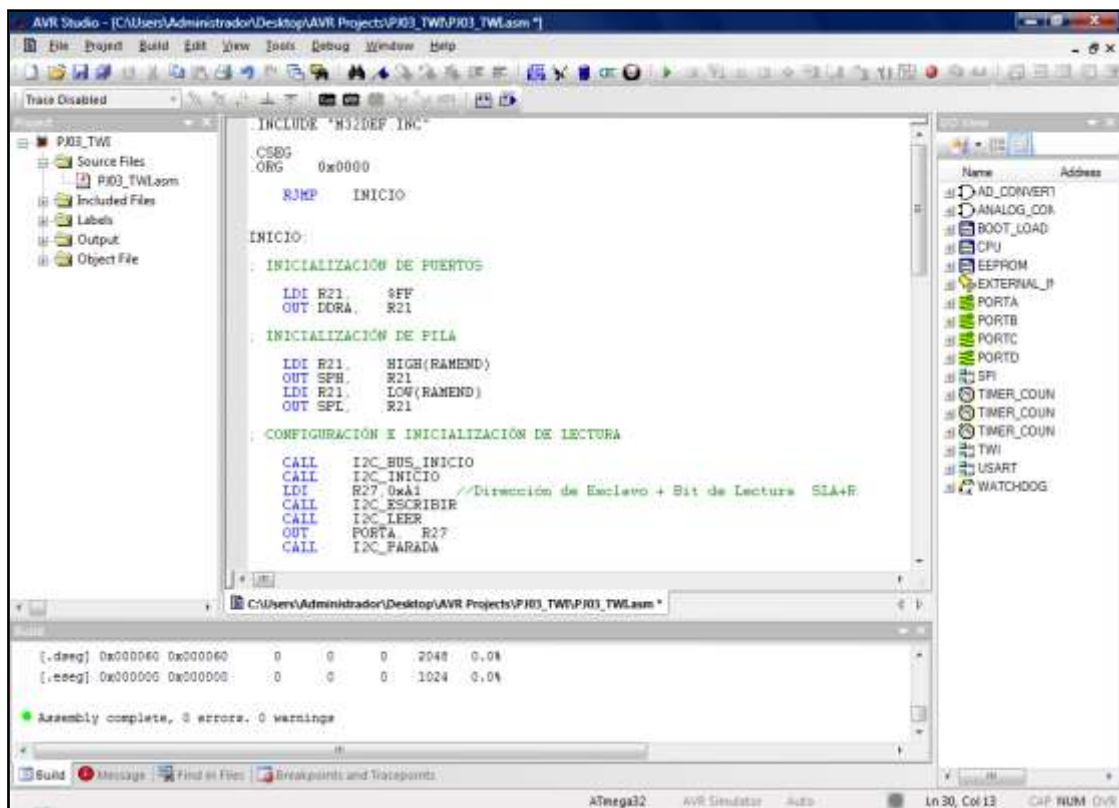 AVR Studio - [C:\Users\Administrador\Desktop\AVR Projects\PJ03_TWI\PJ03_TWI.asm *]
File Project Build Edit View Tools Debug Window Help
Trace Disabled
PJ03_TWI
Source Files
PJ03_TWI.asm
Included Files
Labels
Output
Object File
.INCLUDE "M32DEF.INC"
.CSEG
.ORG 0x0000
RJMP INICIO
INICIO:
; INICIALIZACIÓN DE PUERTOS
LDI R21, $FF
OUT DDRA, R21
; INICIALIZACIÓN DE PILA
LDI R21, HIGH(RAMEND)
OUT SPH, R21
LDI R21, LOW(RAMEND)
OUT SPL, R21
; CONFIGURACIÓN E INICIALIZACIÓN DE LECTURA
CALL I2C_BUS_INICIO
CALL I2C_INICIO
LDI R27,0xA1 //Dirección de Esclavo + Bit de Lectura SLA+R
CALL I2C_ESCRIBIR
CALL I2C_LEER
OUT PORTA, R27
CALL I2C_PARADA
C:\Users\Administrador\Desktop\AVR Projects\PJ03_TWI\PJ03_TWI.asm *
Name Address
AD_CONVERT
ANALOG_COM
BOOT_LOAD
CPU
EEPROM
EXTERNAL_I
PORTA
PORTB
PORTC
PORTD
SPI
TIMER_COUN
TIMER_COUN
TIMER_COUN
TWI
USART
WATCHDOG
Build
[.dseg] 0x000060 0x000060 0 0 0 2048 0.0%
[.eseg] 0x000000 0x000000 0 0 0 1024 0.0%
Assembly complete, 0 errors. 0 warnings
Build Message Find in Files Breakpoints and Tracepoints
ATmega32 AVR Simulator Auto Ln 30, Col 13 CAP NUM OVR